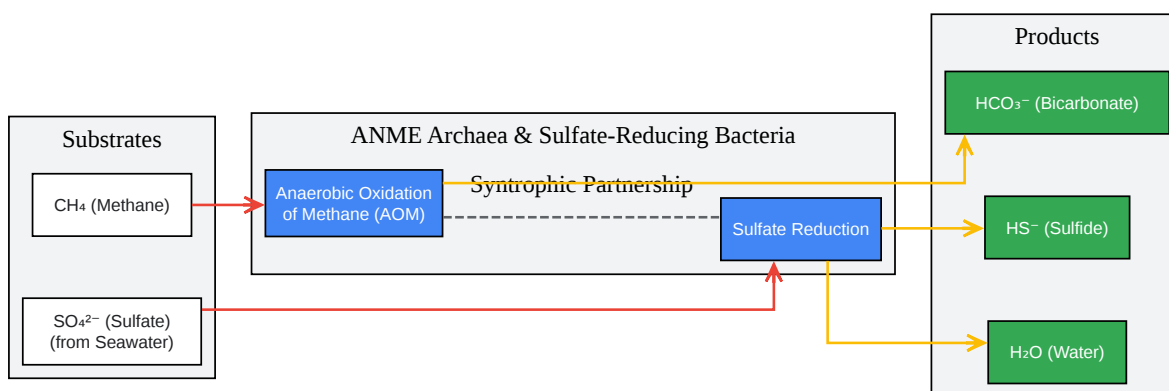 Substrates
CH₄ (Methane)
SO₄²⁻ (Sulfate)
(from Seawater)
ANME Archaea & Sulfate-Reducing Bacteria
Syntrophic Partnership
Anaerobic Oxidation
of Methane (AOM)
Sulfate Reduction
Products
HCO₃⁻ (Bicarbonate)
HS⁻ (Sulfide)
H₂O (Water)